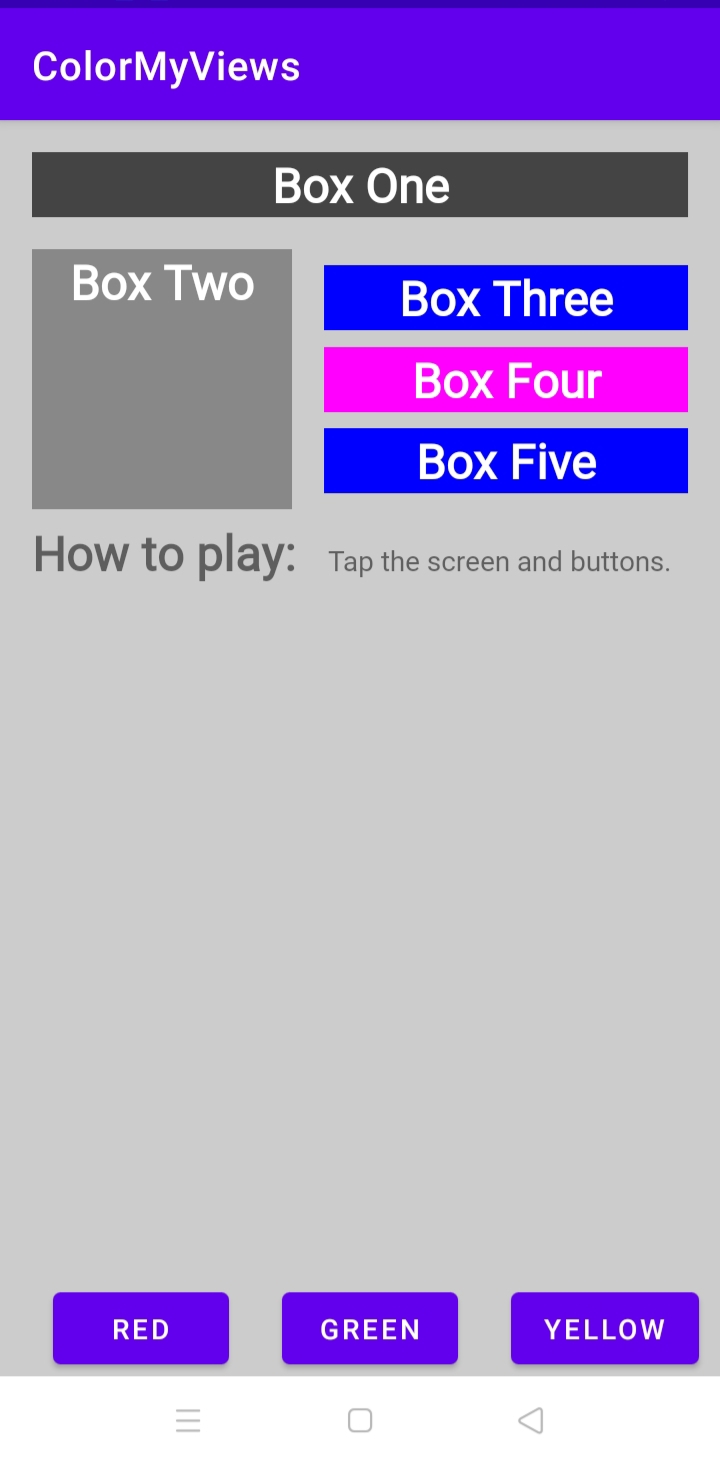 ColorMyViews
Box One
Box Two
Box Three
Box Four
Box Five
How to play: Tap the screen and buttons.
RED GREEN YELLOW